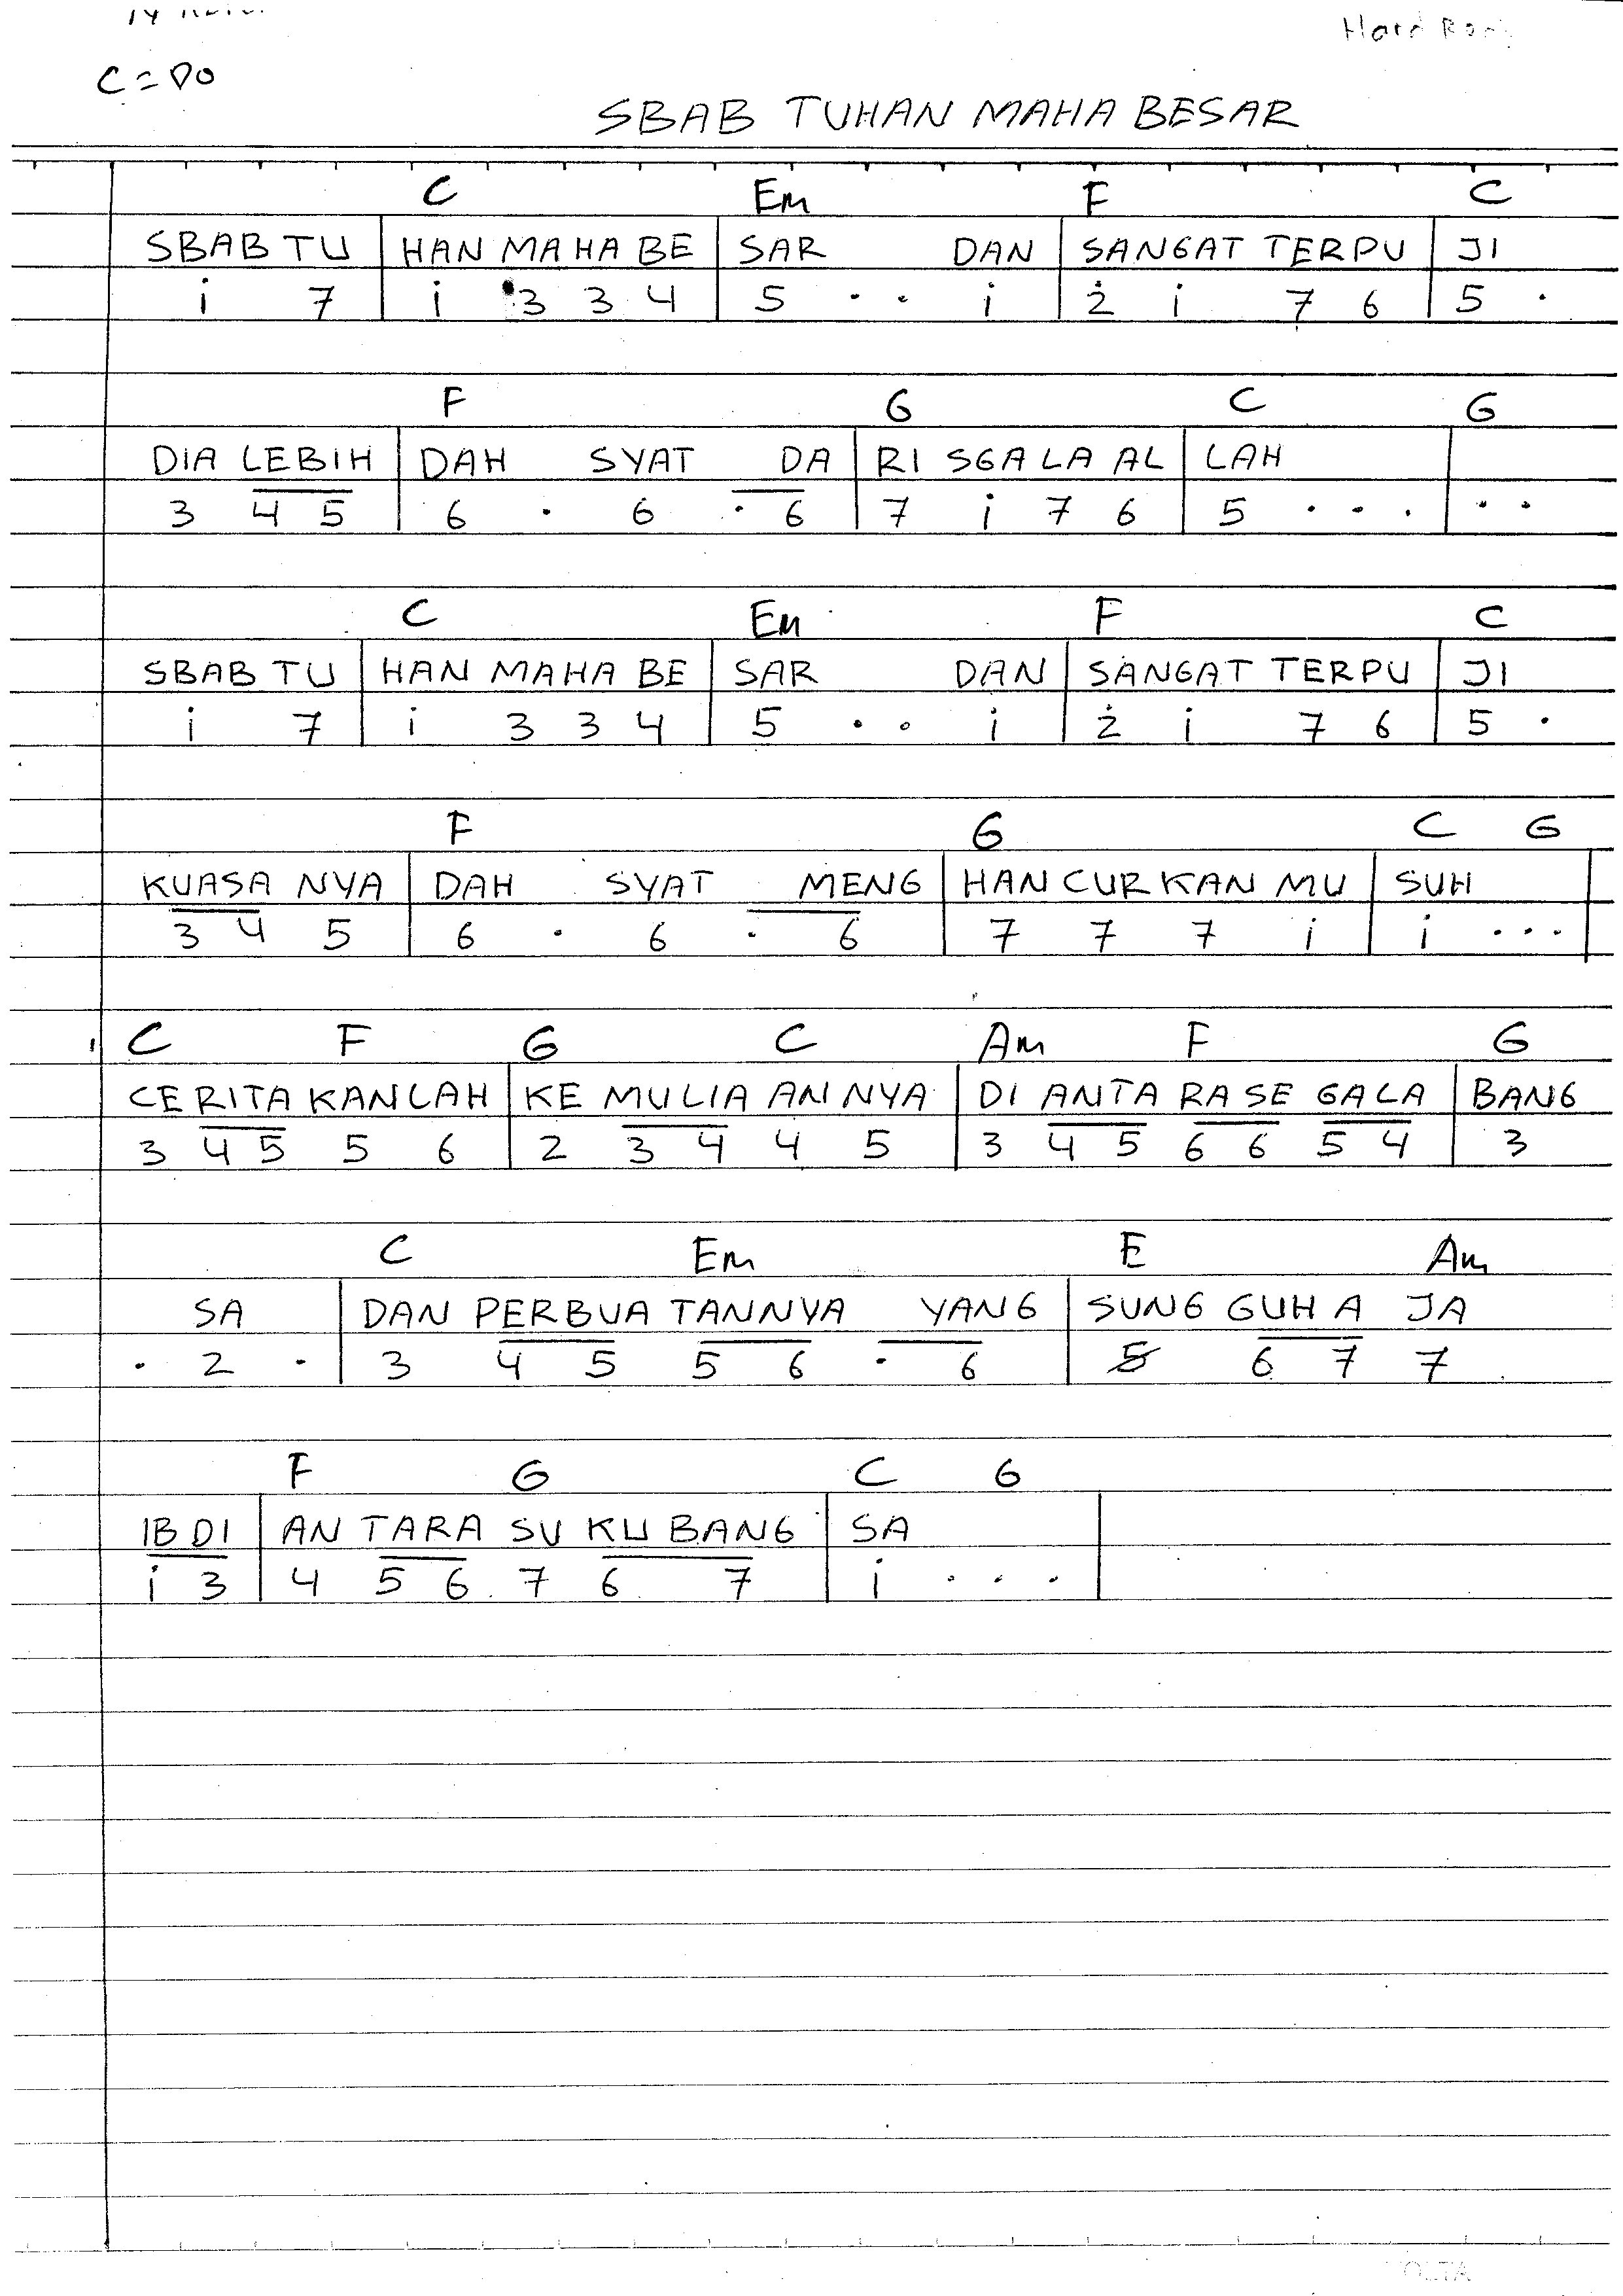 C = DO
SBAB TUHAN MAHA BESAR
C Em F C
SBAB TU HAN MAHA BE SAR DAN SANGAT TERPU JI
i 7 i 3 3 4 5 . . i 2̇ i 7 6 5 .
F G C G
DIA LEBIH DAH SYAT DA RI SGALA AL LAH
3 4 5 6 . 6 . 6 7 i 7 6 5 . . . . .
C Em F C
SBAB TU HAN MAHA BE SAR DAN SANGAT TERPU JI
i 7 i 3 3 4 5 . . i 2̇ i 7 6 5 .
F G C G
KUASA NYA DAH SYAT MENG HAN CUR KAN MU SUH
3 4 5 6 . 6 . 6 7 7 7 i i . . .
C F G C Am F G
CERITAKANLAH KE MULIA AN NYA DI ANTA RA SE GALA BANG
3 4 5 5 6 2 3 4 4 5 3 4 5 6 6 5 4 3
C Em E Am
SA DAN PERBUA TANNYA YANG SUNG GUH A JA
. 2 . 3 4 5 5 6 . 6 5 6 7 7
F G C G
IB DI AN TARA SU KU BANG SA
i 3 4 5 6 7 6 7 i . . .